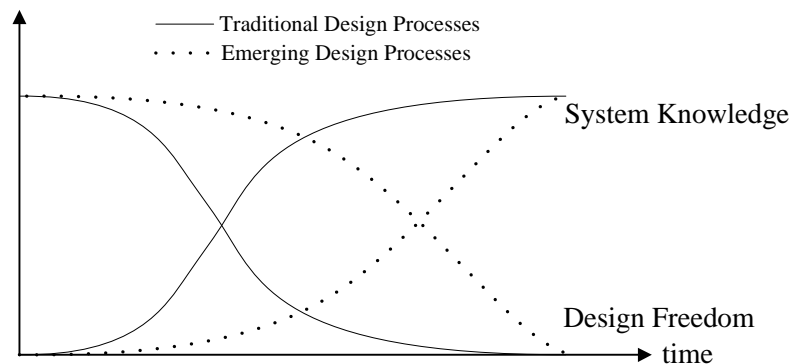 Traditional Design Processes
Emerging Design Processes
System Knowledge
Design Freedom
time